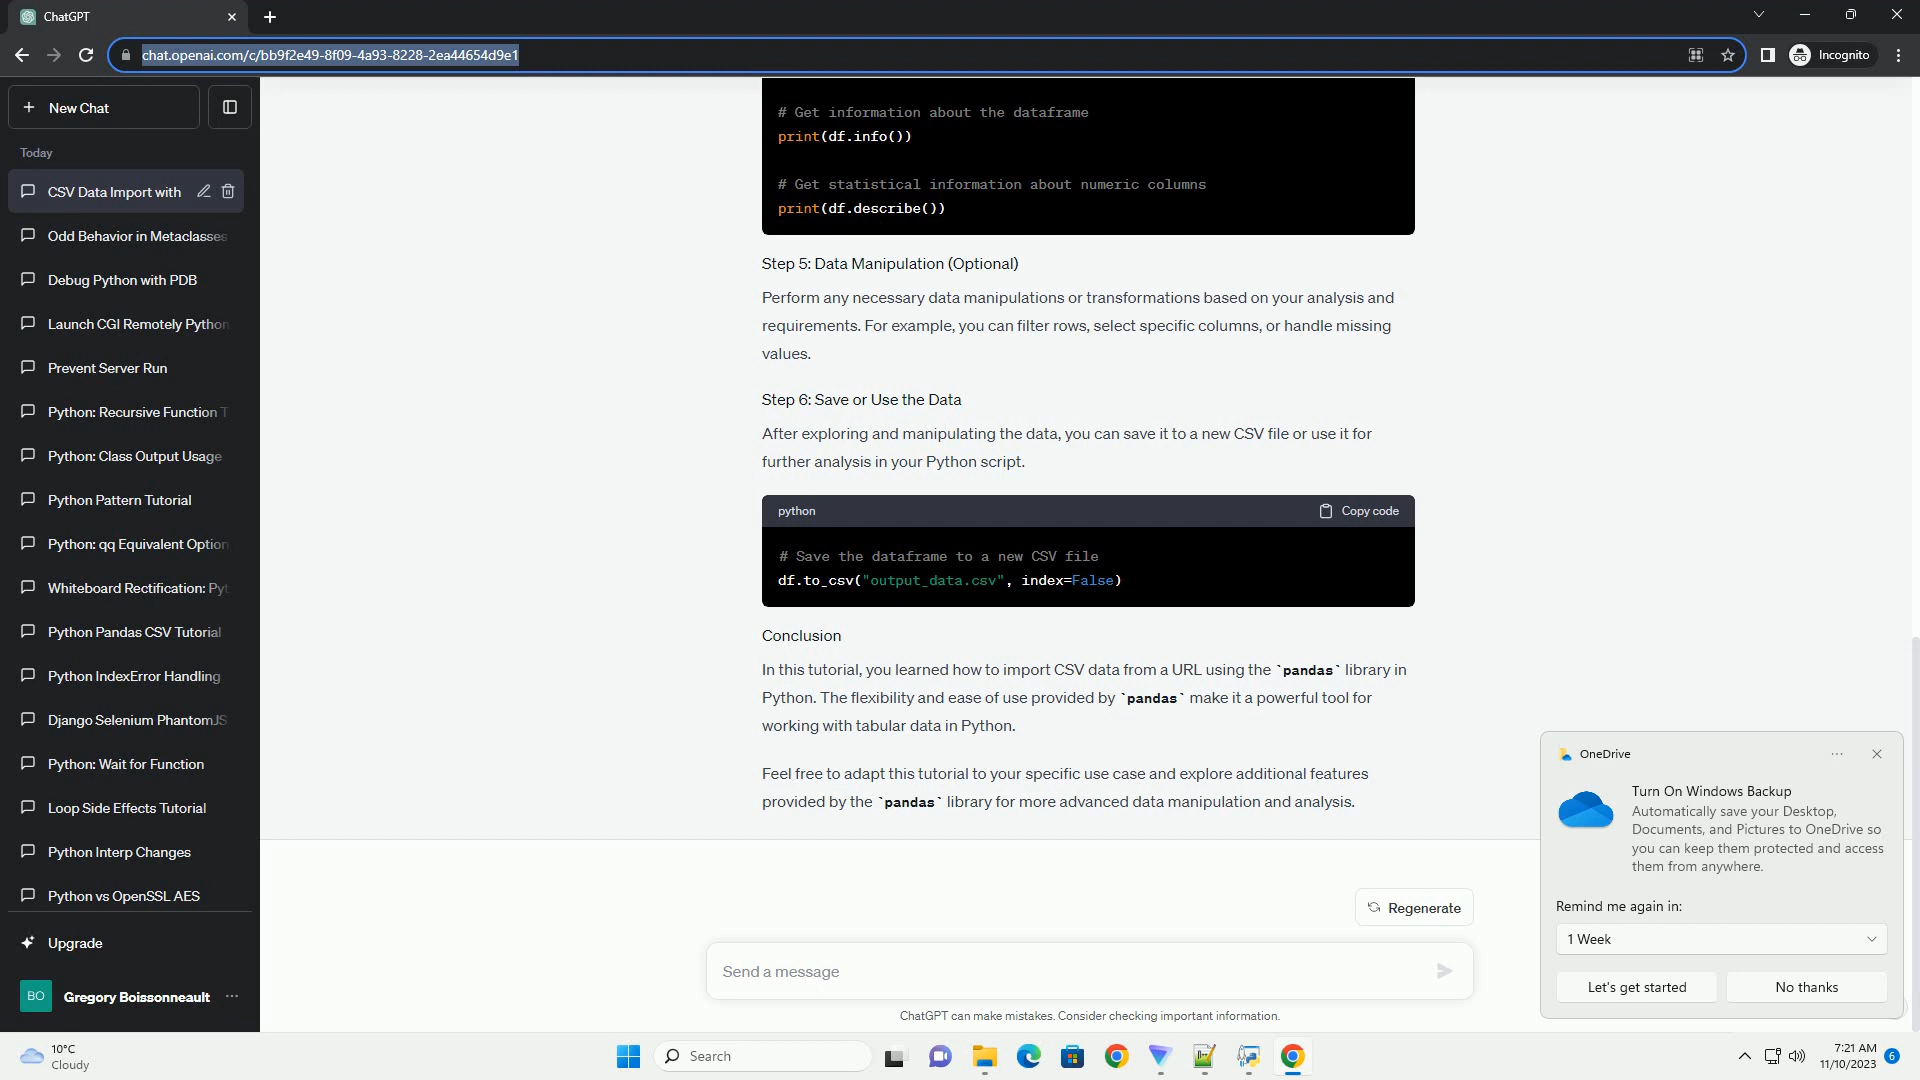 ChatGPT
chat.openai.com/c/bb9f2e49-8f09-4a93-8228-2ea44654d9e1
Incognito
New Chat
Today
CSV Data Import with
Odd Behavior in Metaclasses
Debug Python with PDB
Launch CGI Remotely Python
Prevent Server Run
Python: Recursive Function T
Python: Class Output Usage
Python Pattern Tutorial
Python: qq Equivalent Option
Whiteboard Rectification: Pyt
Python Pandas CSV Tutorial
Python IndexError Handling
Django Selenium PhantomJS
Python: Wait for Function
Loop Side Effects Tutorial
Python Interp Changes
Python vs OpenSSL AES
Upgrade
BO Gregory Boissonneault
# Get information about the dataframe
print(df.info())
# Get statistical information about numeric columns
print(df.describe())
Step 5: Data Manipulation (Optional)
Perform any necessary data manipulations or transformations based on your analysis and
requirements. For example, you can filter rows, select specific columns, or handle missing
values.
Step 6: Save or Use the Data
After exploring and manipulating the data, you can save it to a new CSV file or use it for
further analysis in your Python script.
python Copy code
# Save the dataframe to a new CSV file
df.to_csv("output_data.csv", index=False)
Conclusion
In this tutorial, you learned how to import CSV data from a URL using the `pandas` library in
Python. The flexibility and ease of use provided by `pandas` make it a powerful tool for
working with tabular data in Python.
Feel free to adapt this tutorial to your specific use case and explore additional features
provided by the `pandas` library for more advanced data manipulation and analysis.
Regenerate
Send a message
ChatGPT can make mistakes. Consider checking important information.
OneDrive
Turn On Windows Backup
Automatically save your Desktop,
Documents, and Pictures to OneDrive so
you can keep them protected and access
them from anywhere.
Remind me again in:
1 Week
Let's get started
No thanks
10°C
Cloudy
Search
7:21 AM
11/10/2023
6